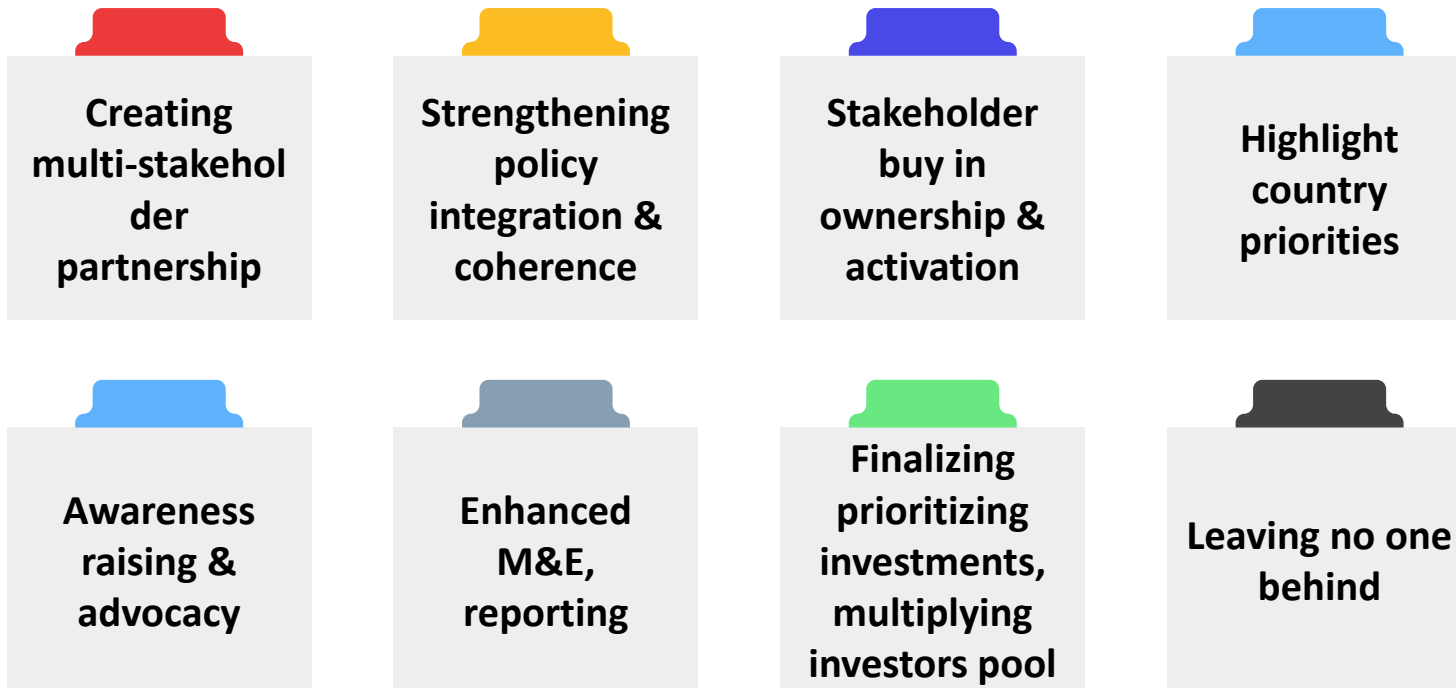 Creating
multi-stakehol
der
partnership
Strengthening
policy
integration &
coherence
Stakeholder
buy in
ownership &
activation
Highlight
country
priorities
Awareness
raising &
advocacy
Enhanced
M&E,
reporting
Finalizing
prioritizing
investments,
multiplying
investors pool
Leaving no one
behind